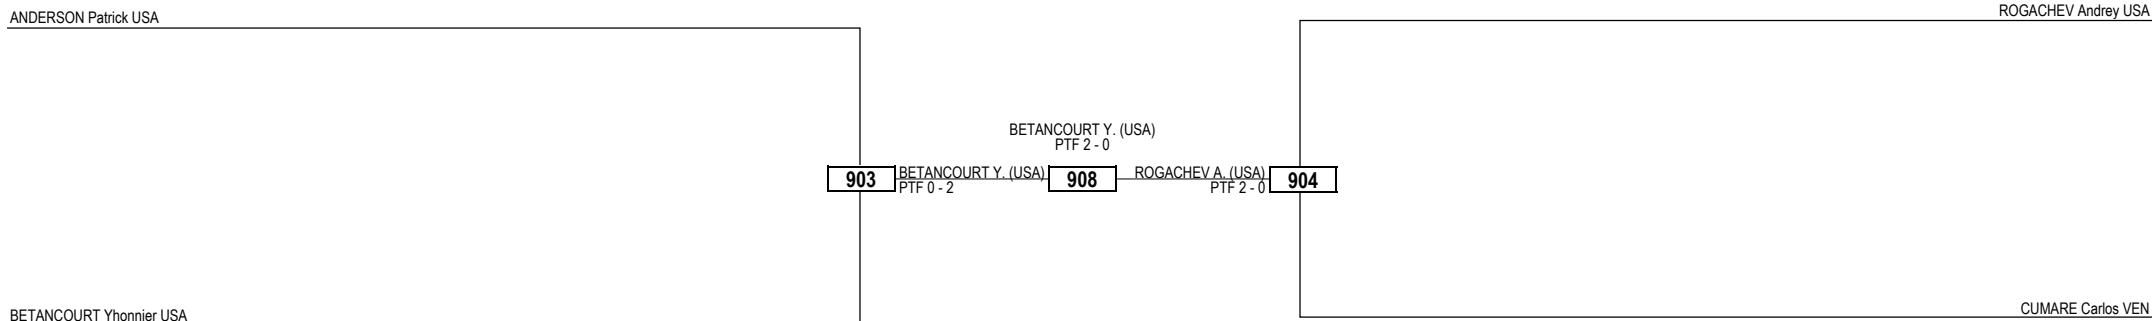 ANDERSON Patrick USA
ROGACHEV Andrey USA
BETANCOURT Y. (USA)
PTF 2 - 0
903
BETANCOURT Y. (USA)
PTF 0 - 2
908
ROGACHEV A. (USA)
PTF 2 - 0
904
BETANCOURT Yhonnier USA
CUMARE Carlos VEN